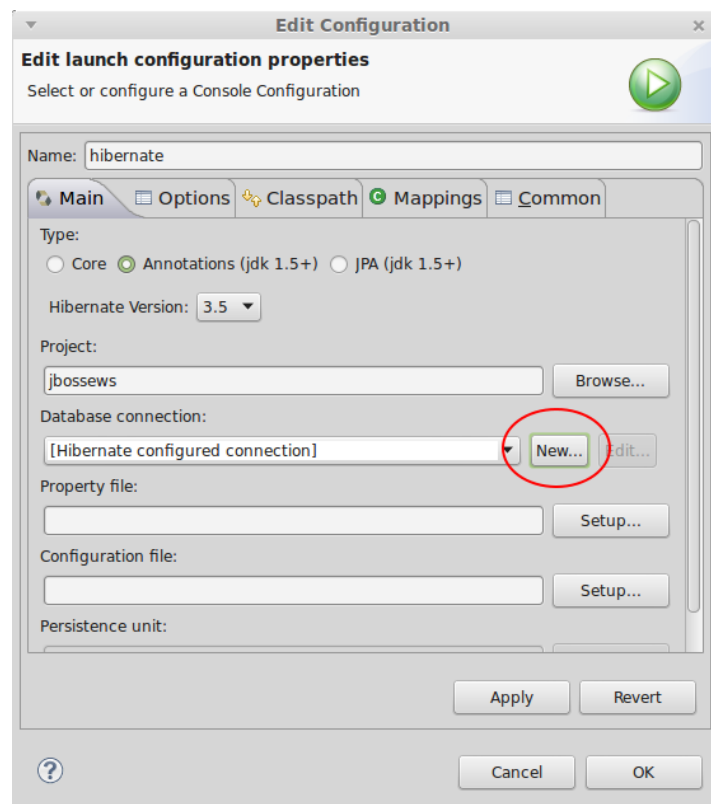 Edit Configuration
Edit launch configuration properties
Select or configure a Console Configuration
Name: hibernate
Main Options Classpath Mappings Common
Type:
Core Annotations (jdk 1.5+) JPA (jdk 1.5+)
Hibernate Version: 3.5
Project:
jbossews Browse...
Database connection:
[Hibernate configured connection] New... Edit...
Property file:
Setup...
Configuration file:
Setup...
Persistence unit:
Apply Revert
Cancel OK